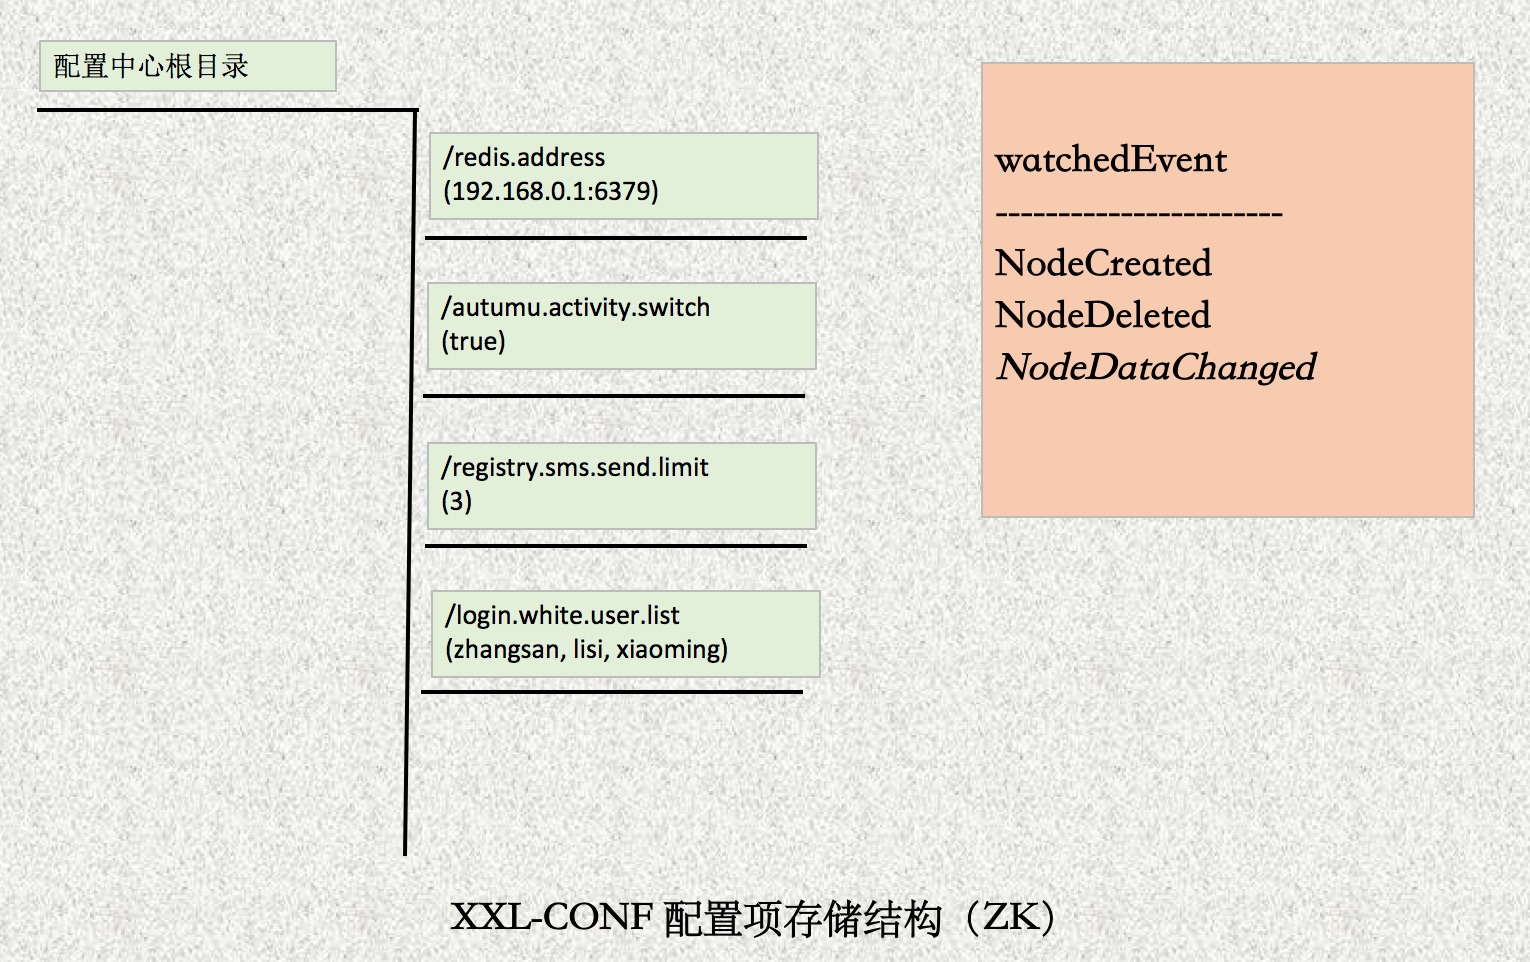 配置中心根目录
/redis.address
(192.168.0.1:6379)
/autumu.activity.switch
(true)
/registry.sms.send.limit
(3)
/login.white.user.list
(zhangsan, lisi, xiaoming)
watchedEvent
-----------------------
NodeCreated
NodeDeleted
NodeDataChanged
XXL-CONF 配置项存储结构（ZK）